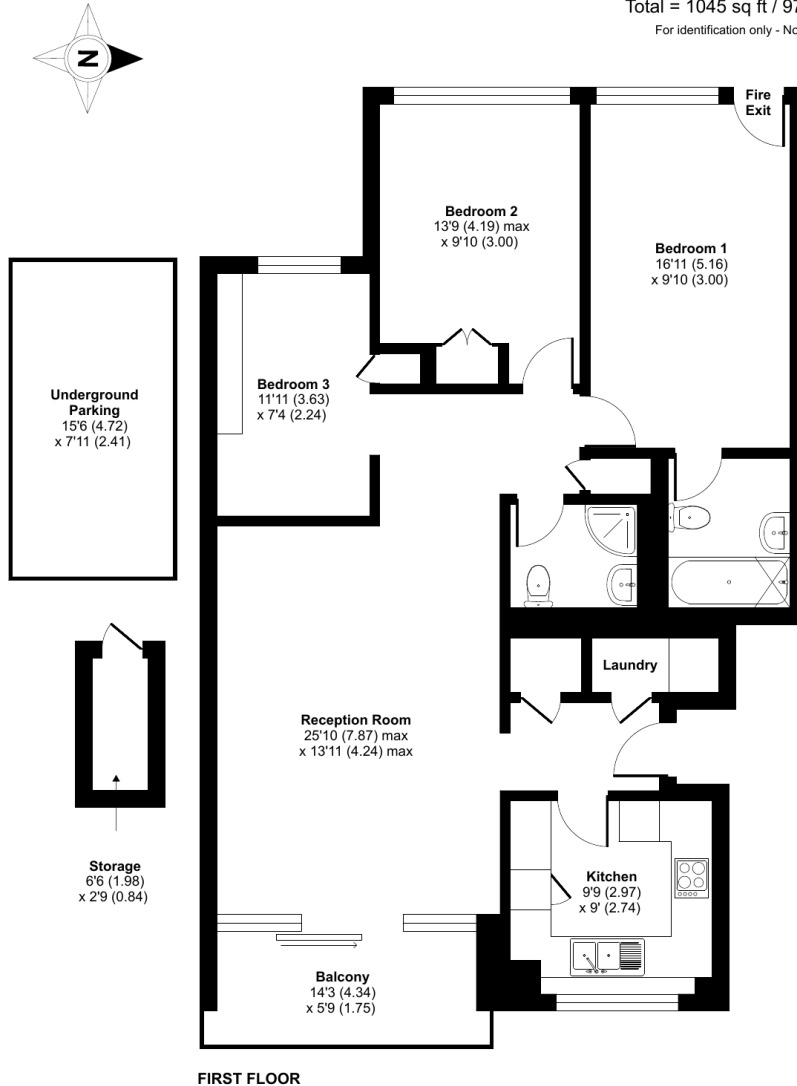 Total = 1045 sq ft / 97
For identification only - No
N
Fire
Exit
Bedroom 2
13'9 (4.19) max
x 9'10 (3.00)
Bedroom 1
16'11 (5.16)
x 9'10 (3.00)
Bedroom 3
11'11 (3.63)
x 7'4 (2.24)
Underground
Parking
15'6 (4.72)
x 7'11 (2.41)
Laundry
Reception Room
25'10 (7.87) max
x 13'11 (4.24) max
Storage
6'6 (1.98)
x 2'9 (0.84)
Kitchen
9'9 (2.97)
x 9' (2.74)
Balcony
14'3 (4.34)
x 5'9 (1.75)
FIRST FLOOR